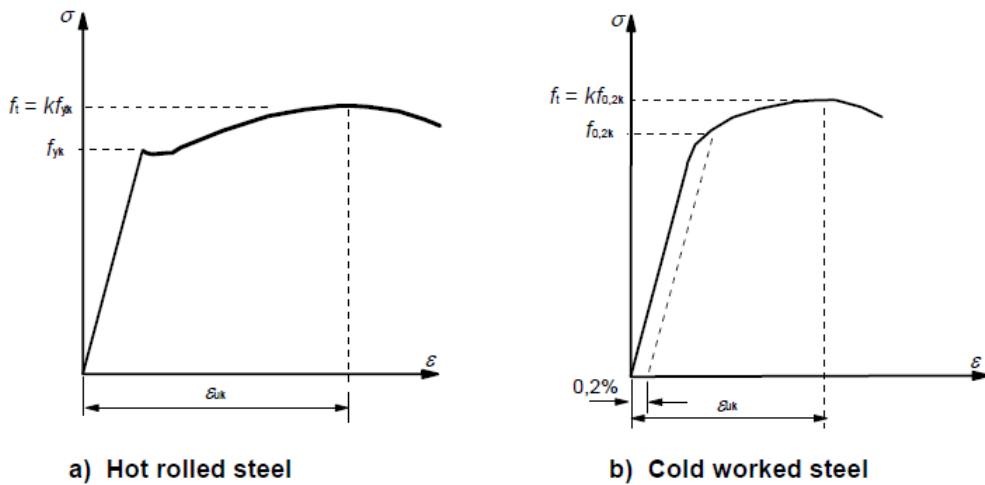 σ
ft = kfyk
fyk
ε
εuk
a) Hot rolled steel
σ
ft = kf0,2k
f0,2k
ε
0,2%
εuk
b) Cold worked steel